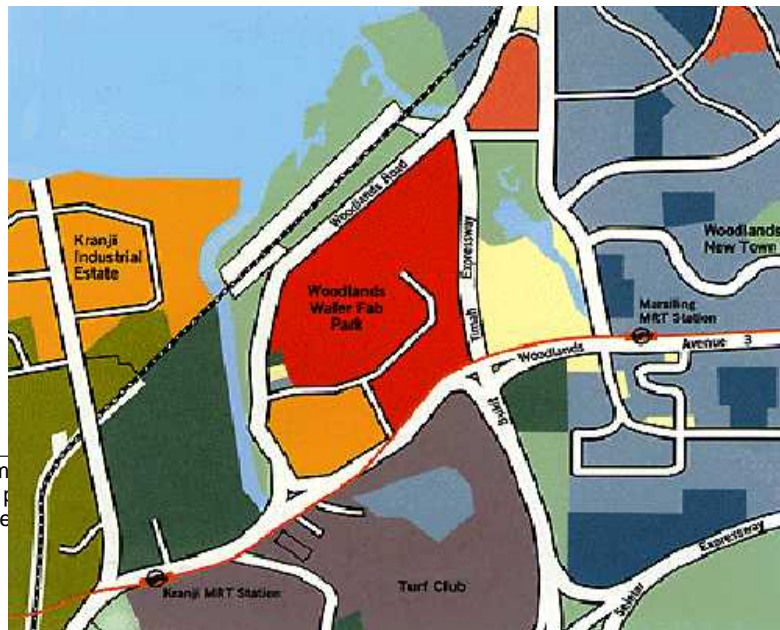 Woodlands Road
Kranji
Industrial
Estate
Woodlands
New Town
Expressway
Woodlands
Wafer Fab
Park
Marsiling
MRT Station
Timah
Woodlands
Avenue 3
Bukit
Expressway
Turf Club
Kranji MRT Station
Seletar